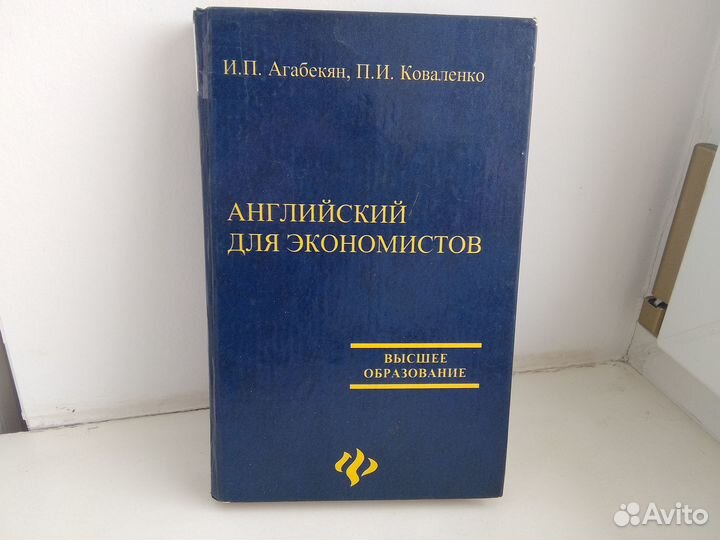 И.П. Агабекян, П.И. Коваленко
АНГЛИЙСКИЙ
ДЛЯ ЭКОНОМИСТОВ
ВЫСШЕЕ
ОБРАЗОВАНИЕ
Avito